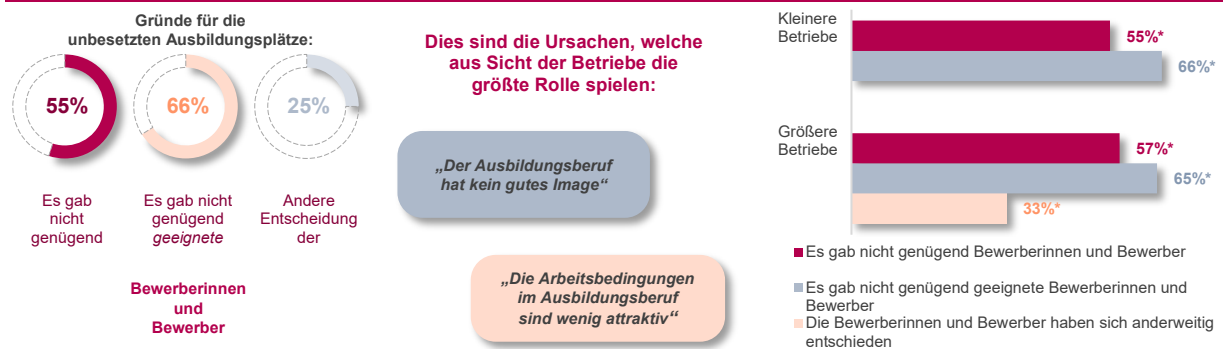 Gründe für die
unbesetzten Ausbildungsplätze:
55%
66%
25%
Es gab
nicht
genügend
Es gab nicht
genügend
geeignete
Andere
Entscheidung
der
Bewerberinnen
und
Bewerber
Dies sind die Ursachen, welche
aus Sicht der Betriebe die
größte Rolle spielen:
„Der Ausbildungsberuf
hat kein gutes Image“
„Die Arbeitsbedingungen
im Ausbildungsberuf
sind wenig attraktiv“
Kleinere
Betriebe
55%*
66%*
Größere
Betriebe
57%*
65%*
33%*
Es gab nicht genügend Bewerberinnen und Bewerber
Es gab nicht genügend geeignete Bewerberinnen und
Bewerber
Die Bewerberinnen und Bewerber haben sich anderweitig
entschieden